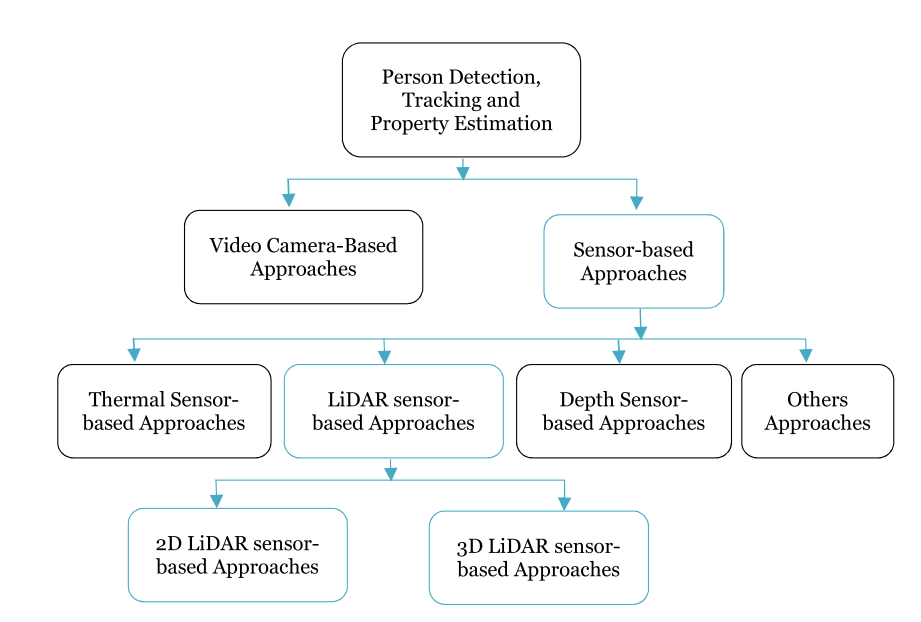 Person Detection,
Tracking and
Property Estimation
Video Camera-Based
Approaches
Sensor-based
Approaches
Thermal Sensor-
based Approaches
LiDAR sensor-
based Approaches
Depth Sensor-
based Approaches
Others
Approaches
2D LiDAR sensor-
based Approaches
3D LiDAR sensor-
based Approaches